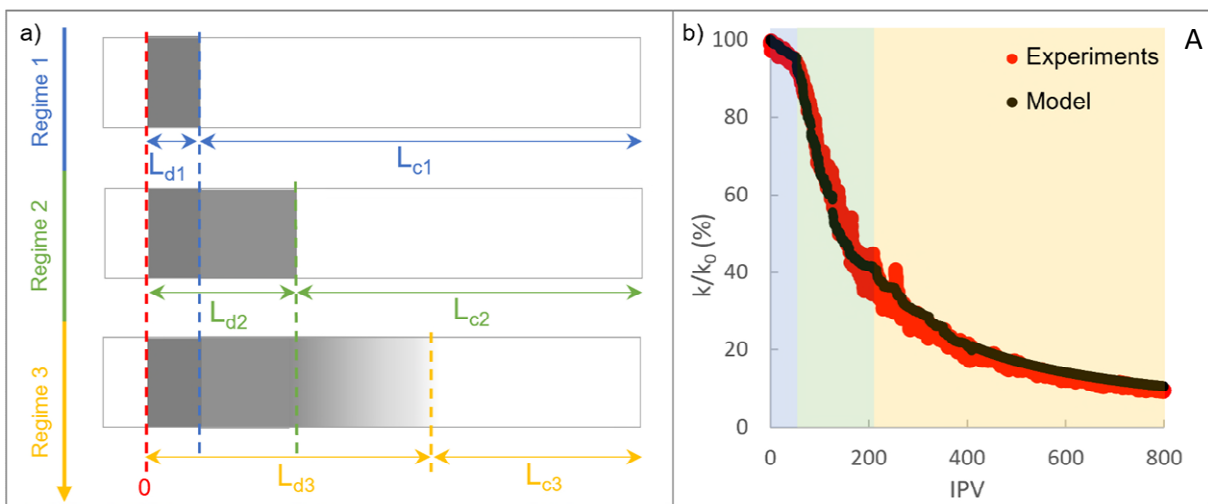 a)
Regime 1
Ld1
Lc1
Regime 2
Ld2
Lc2
Regime 3
0
Ld3
Lc3
b)
A
100
80
60
40
20
0
k/k0 (%)
Experiments
Model
0
200
400
600
800
IPV